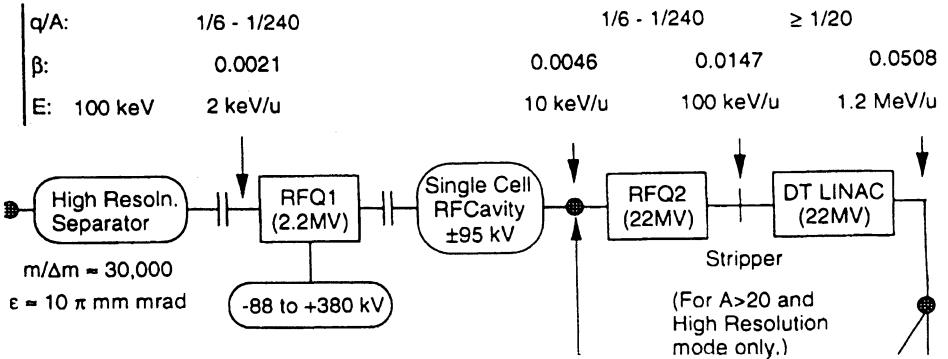 q/A: 1/6 - 1/240 1/6 - 1/240 ≥ 1/20
β: 0.0021 0.0046 0.0147 0.0508
E: 100 keV 2 keV/u 10 keV/u 100 keV/u 1.2 MeV/u
High Resoln.
Separator
RFQ1
(2.2MV)
Single Cell
RFCavity
±95 kV
RFQ2
(22MV)
DT LINAC
(22MV)
m/Δm ≈ 30,000
ε ≈ 10 π mm mrad
-88 to +380 kV
Stripper
(For A>20 and
High Resolution
mode only.)